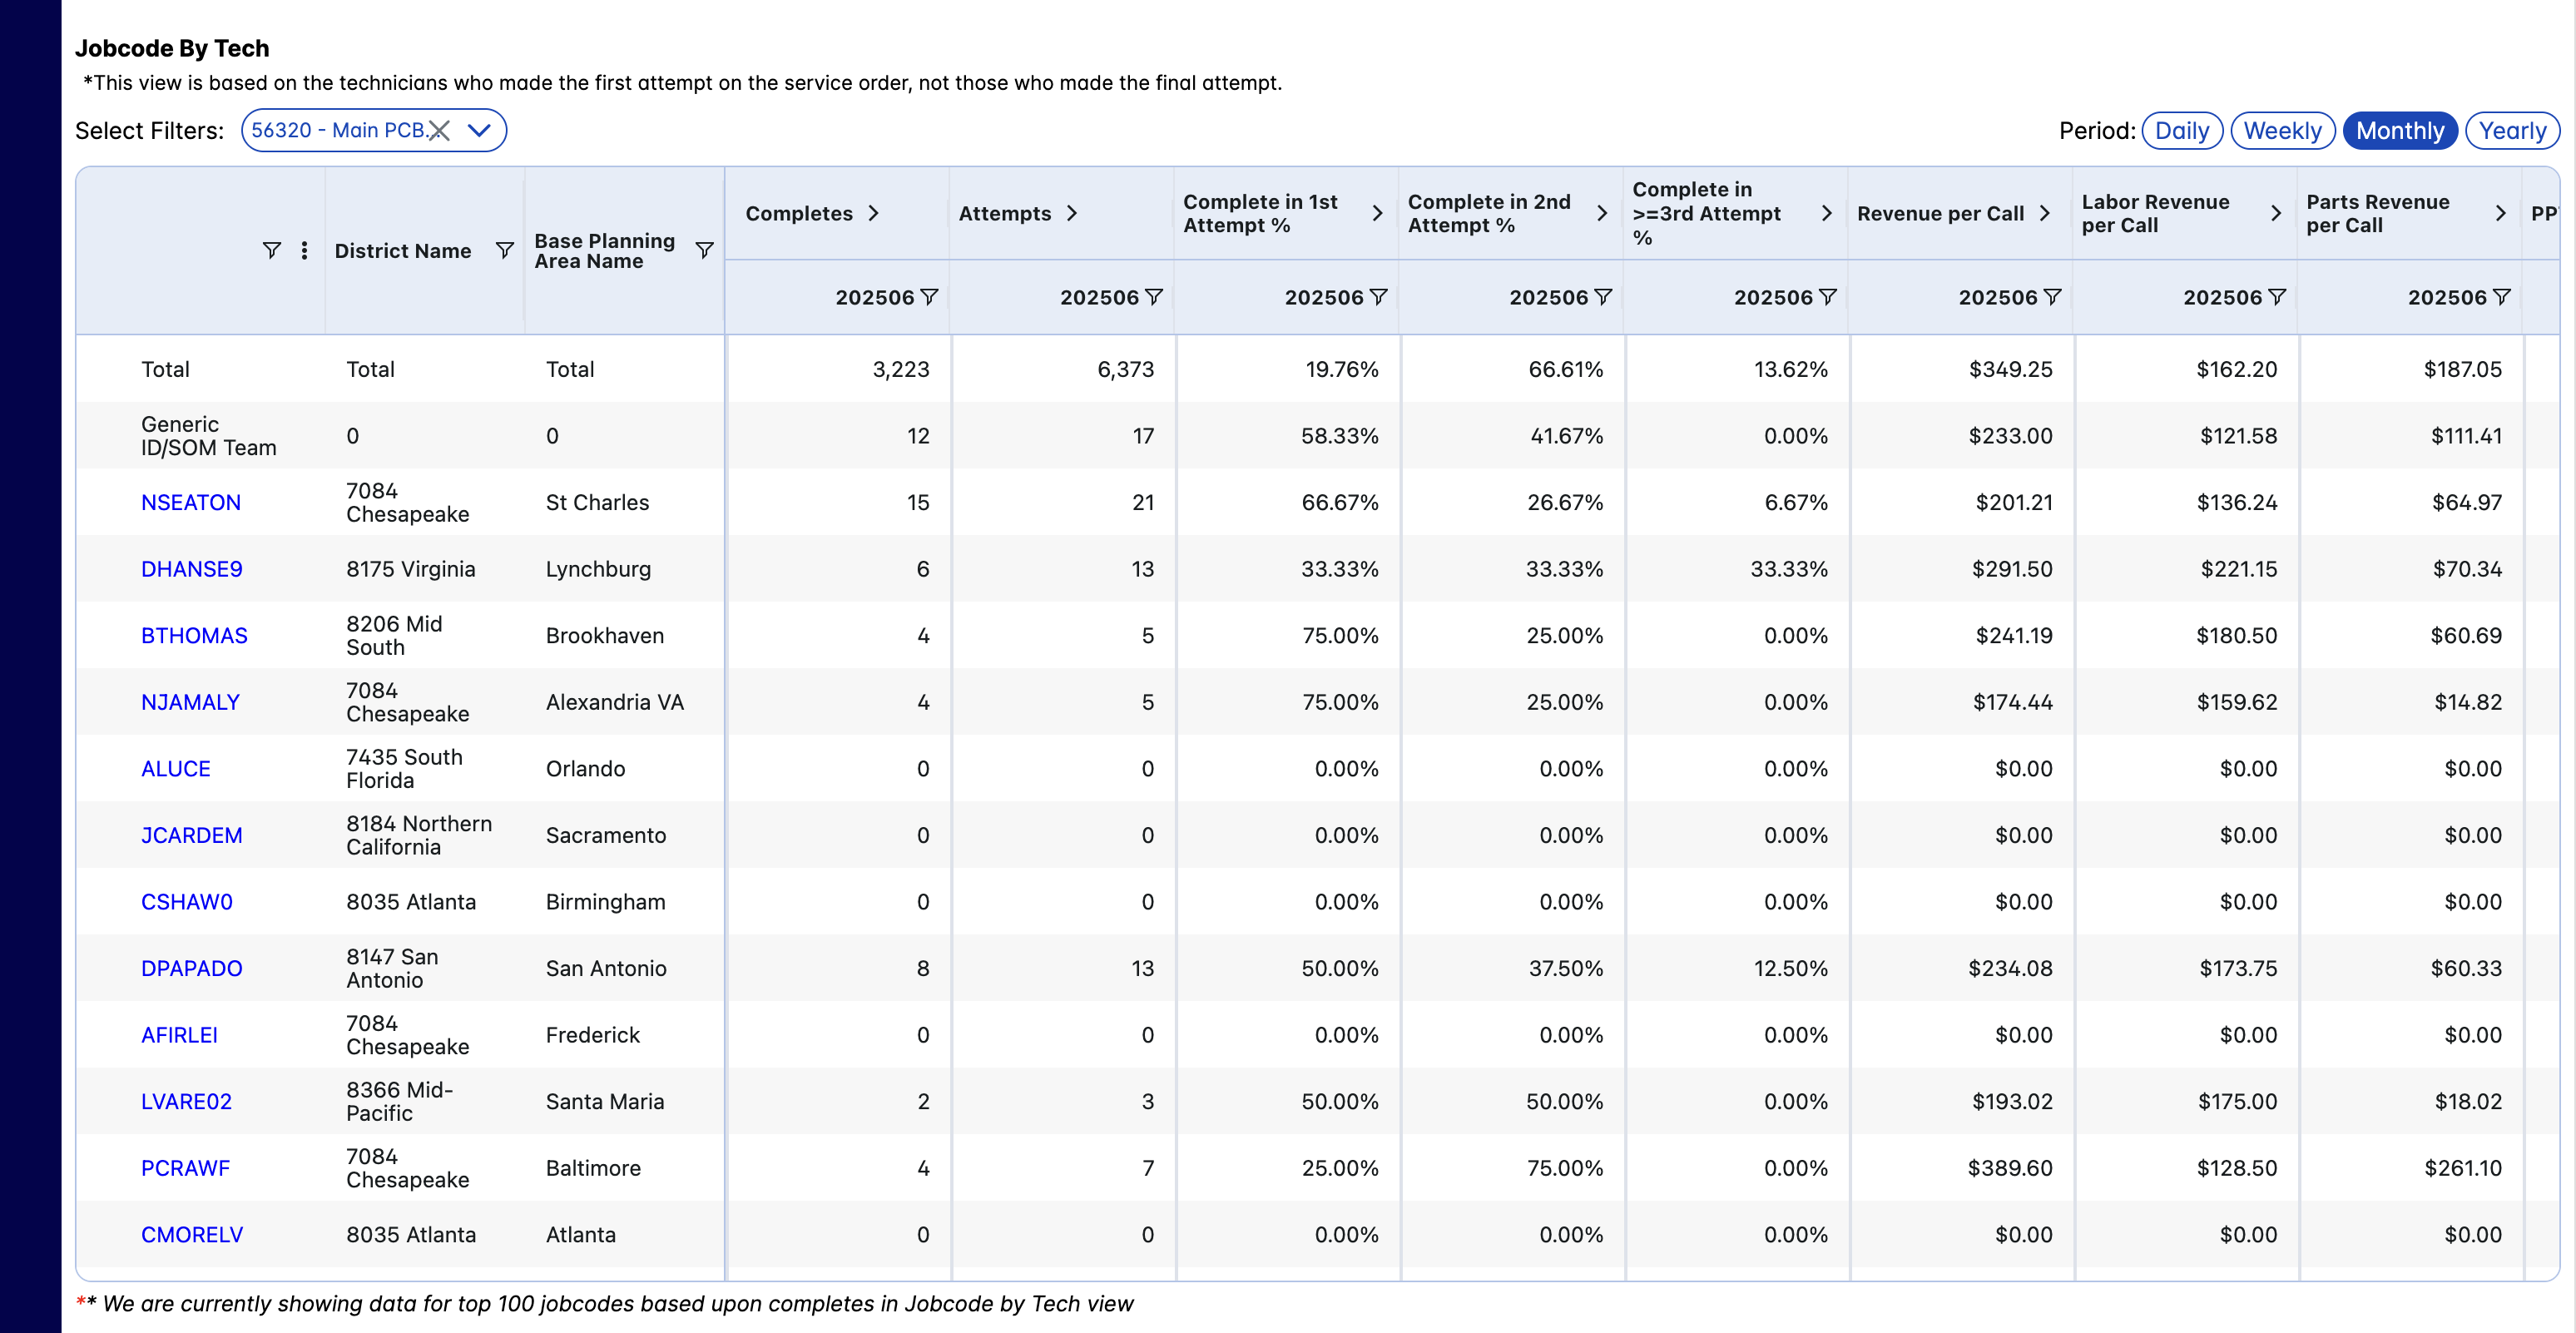 Jobcode By Tech
*This view is based on the technicians who made the first attempt on the service order, not those who made the final attempt.
Select Filters: 56320 - Main PCB... Period: Daily Weekly Monthly Yearly
District Name Base Planning Area Name Completes Attempts Complete in 1st Attempt % Complete in 2nd Attempt % Complete in >=3rd Attempt % Revenue per Call Labor Revenue per Call Parts Revenue per Call PP
202506 202506 202506 202506 202506 202506 202506 202506
Total Total Total 3,223 6,373 19.76% 66.61% 13.62% $349.25 $162.20 $187.05
Generic ID/SOM Team 0 0 12 17 58.33% 41.67% 0.00% $233.00 $121.58 $111.41
NSEATON 7084 Chesapeake St Charles 15 21 66.67% 26.67% 6.67% $201.21 $136.24 $64.97
DHANSE9 8175 Virginia Lynchburg 6 13 33.33% 33.33% 33.33% $291.50 $221.15 $70.34
BTHOMAS 8206 Mid South Brookhaven 4 5 75.00% 25.00% 0.00% $241.19 $180.50 $60.69
NJAMALY 7084 Chesapeake Alexandria VA 4 5 75.00% 25.00% 0.00% $174.44 $159.62 $14.82
ALUCE 7435 South Florida Orlando 0 0 0.00% 0.00% 0.00% $0.00 $0.00 $0.00
JCARDEM 8184 Northern California Sacramento 0 0 0.00% 0.00% 0.00% $0.00 $0.00 $0.00
CSHAW0 8035 Atlanta Birmingham 0 0 0.00% 0.00% 0.00% $0.00 $0.00 $0.00
DPAPADO 8147 San Antonio San Antonio 8 13 50.00% 37.50% 12.50% $234.08 $173.75 $60.33
AFIRLEI 7084 Chesapeake Frederick 0 0 0.00% 0.00% 0.00% $0.00 $0.00 $0.00
LVARE02 8366 Mid-Pacific Santa Maria 2 3 50.00% 50.00% 0.00% $193.02 $175.00 $18.02
PCRAWF 7084 Chesapeake Baltimore 4 7 25.00% 75.00% 0.00% $389.60 $128.50 $261.10
CMORELV 8035 Atlanta Atlanta 0 0 0.00% 0.00% 0.00% $0.00 $0.00 $0.00
** We are currently showing data for top 100 jobcodes based upon completes in Jobcode by Tech view